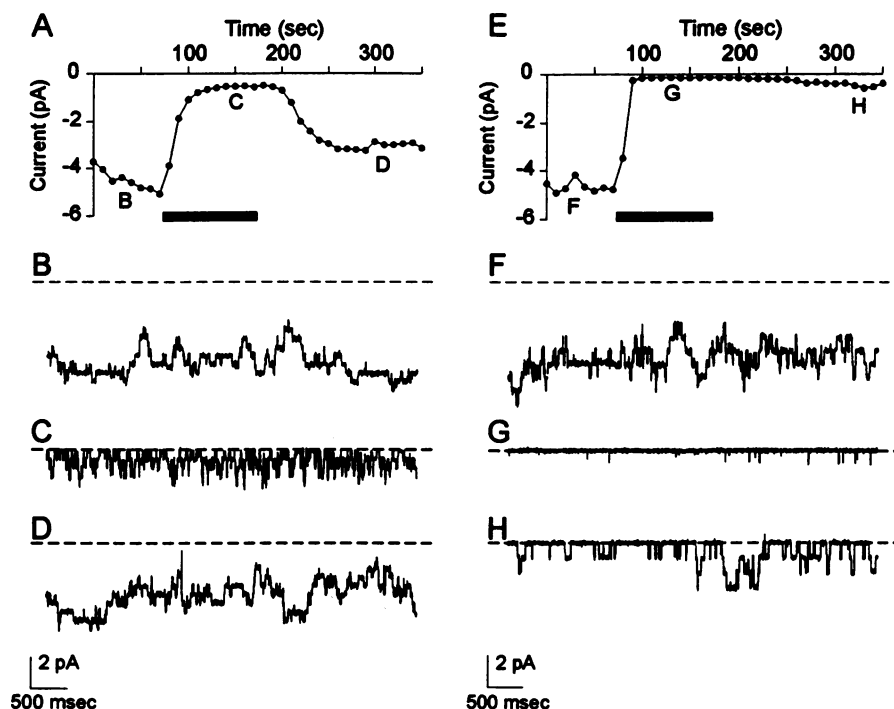 A
Time (sec)
100 200 300
0
-2
-4
-6
Current (pA)
B
C
D
E
Time (sec)
100 200 300
0
-2
-4
-6
Current (pA)
F
G
H
B
C
D
2 pA
500 msec
F
G
H
2 pA
500 msec